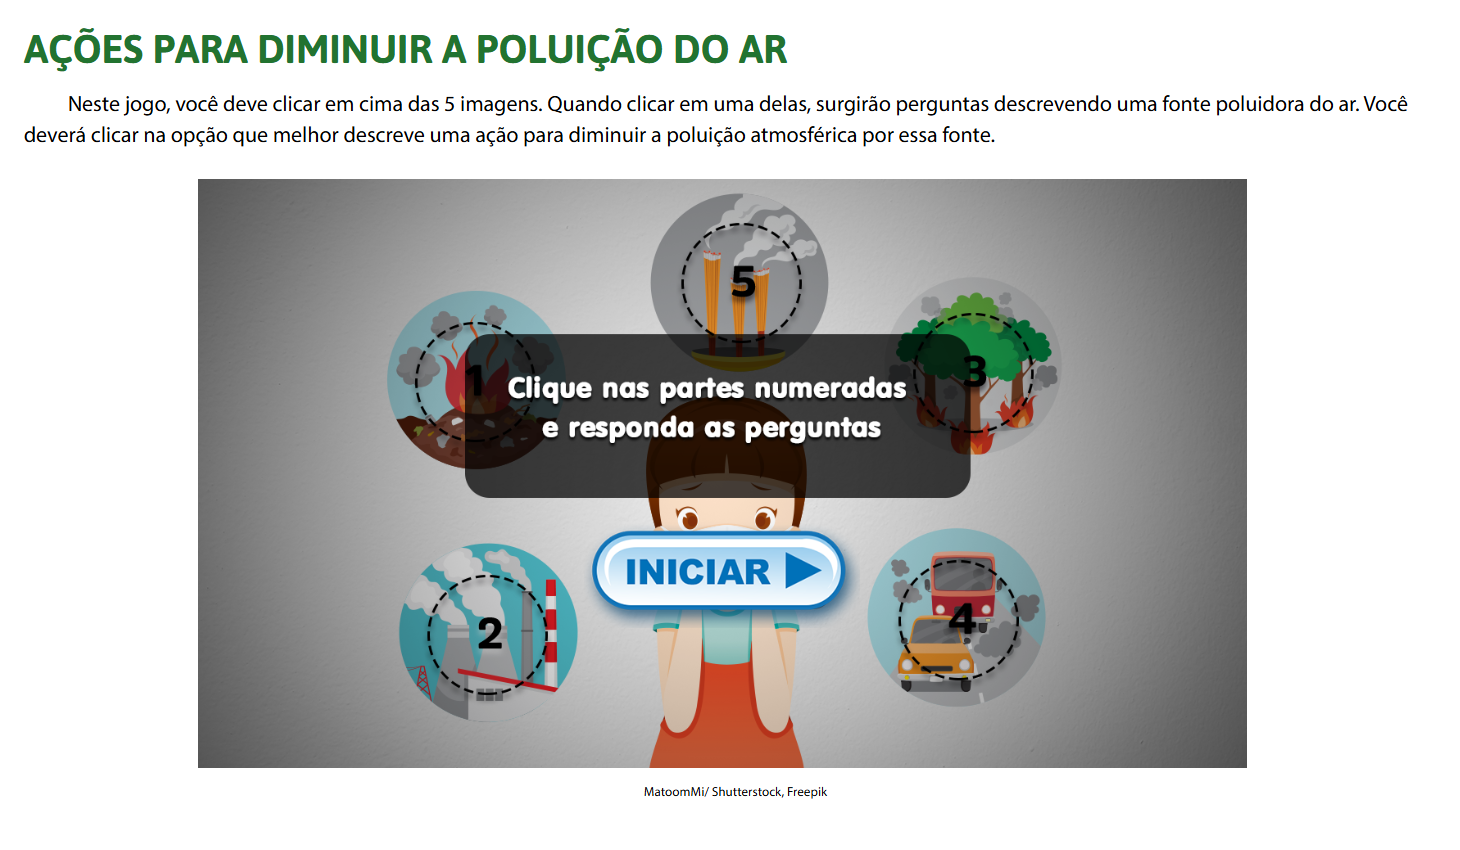 AÇÕES PARA DIMINUIR A POLUIÇÃO DO AR
Neste jogo, você deve clicar em cima das 5 imagens. Quando clicar em uma delas, surgirão perguntas descrevendo uma fonte poluidora do ar. Você
deverá clicar na opção que melhor descreve uma ação para diminuir a poluição atmosférica por essa fonte.
5
1
3
Clique nas partes numeradas
e responda as perguntas
INICIAR
2
4
MatoomMi/ Shutterstock, Freepik